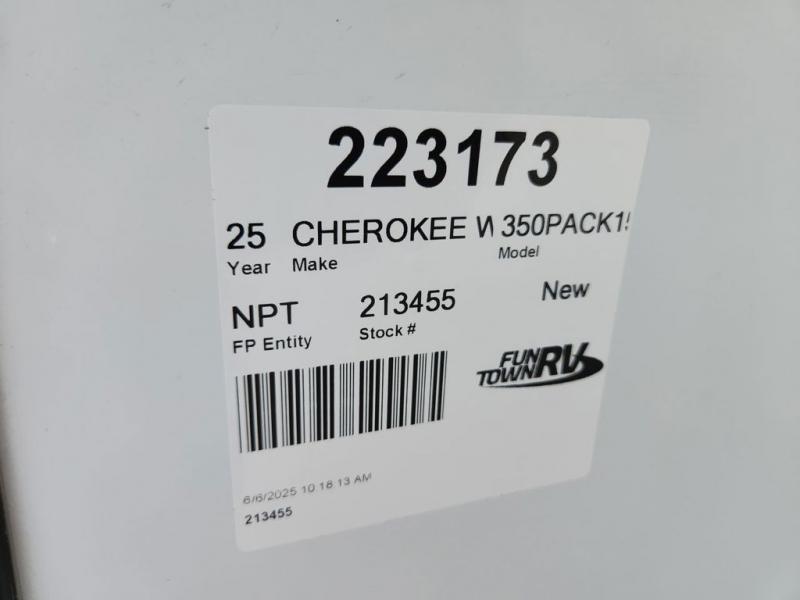 223173
25 CHEROKEE W 350PACK15
Year Make Model
NPT 213455 New
FP Entity Stock #
FUN TOWN RV
6/6/2025 10:18:13 AM
213455